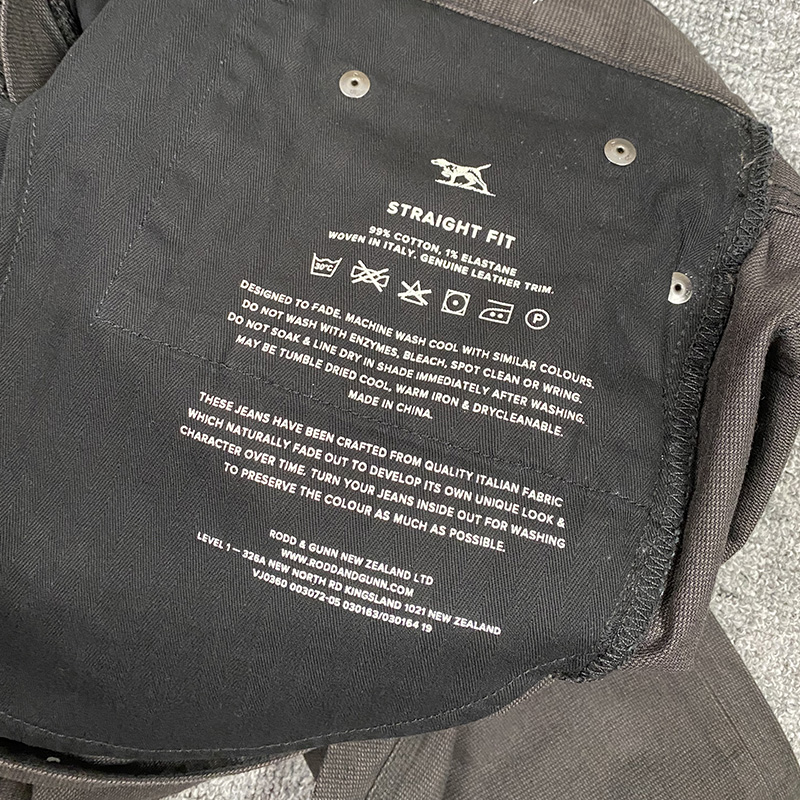 STRAIGHT FIT
99% COTTON, 1% ELASTANE
WOVEN IN ITALY. GENUINE LEATHER TRIM.
30°C P
DESIGNED TO FADE. MACHINE WASH COOL WITH SIMILAR COLOURS.
DO NOT WASH WITH ENZYMES, BLEACH, SPOT CLEAN OR WRING.
DO NOT SOAK & LINE DRY IN SHADE IMMEDIATELY AFTER WASHING.
MAY BE TUMBLE DRIED COOL, WARM IRON & DRYCLEANABLE.
MADE IN CHINA.
THESE JEANS HAVE BEEN CRAFTED FROM QUALITY ITALIAN FABRIC
WHICH NATURALLY FADE OUT TO DEVELOP ITS OWN UNIQUE LOOK &
CHARACTER OVER TIME. TURN YOUR JEANS INSIDE OUT FOR WASHING
TO PRESERVE THE COLOUR AS MUCH AS POSSIBLE.
RODD & GUNN NEW ZEALAND LTD
WWW.RODDANDGUNN.COM
LEVEL 1 – 326A NEW NORTH RD KINGSLAND 1021 NEW ZEALAND
VJ0360 003072-05 030163/030164 19